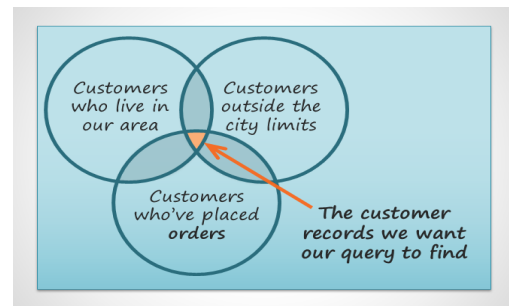 Customers
who live in
our area
Customers
outside the
city limits
Customers
who've placed
orders
The customer
records we want
our query to find